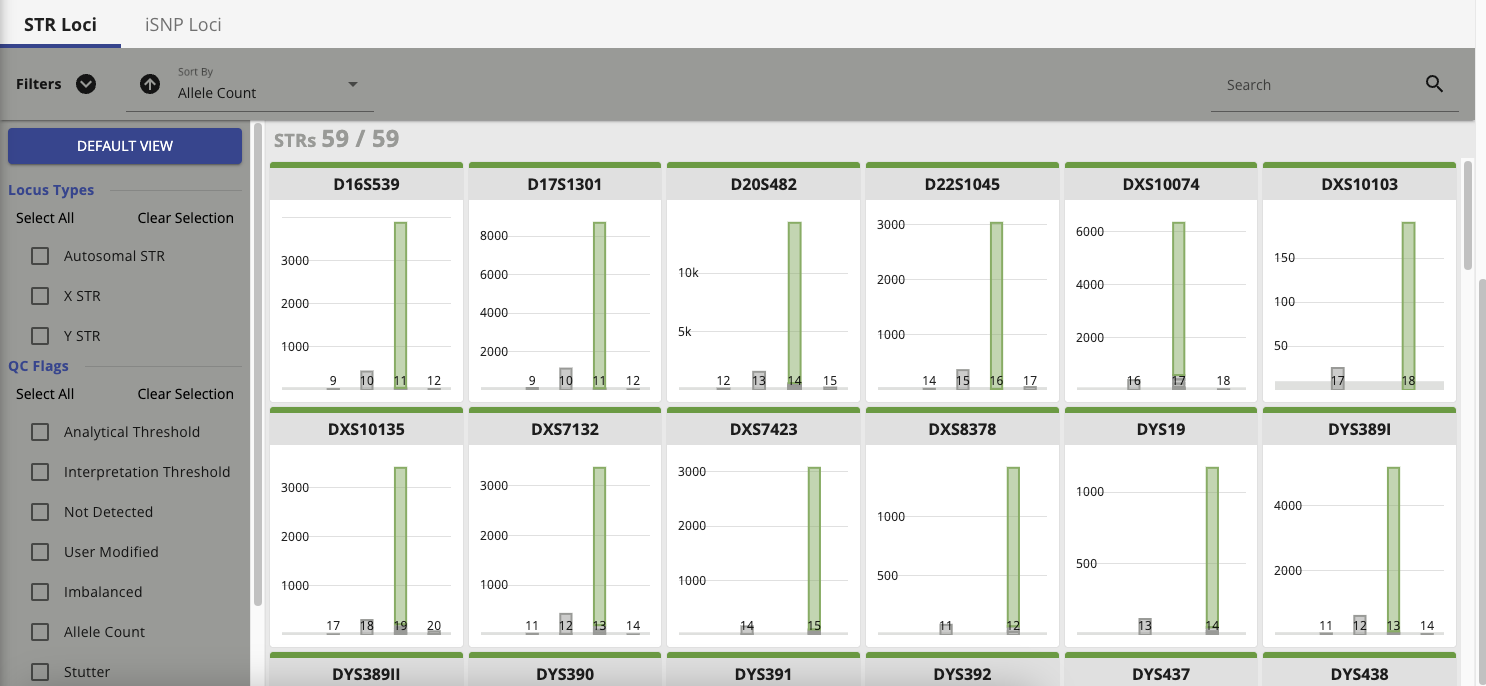 STR Loci
iSNP Loci
Filters
Sort By
Allele Count
Search
DEFAULT VIEW
Locus Types
Select All
Clear Selection
Autosomal STR
X STR
Y STR
QC Flags
Select All
Clear Selection
Analytical Threshold
Interpretation Threshold
Not Detected
User Modified
Imbalanced
Allele Count
Stutter
STRs 59 / 59
D16S539
3000
2000
1000
9 10 11 12
D17S1301
8000
6000
4000
2000
9 10 11 12
D20S482
10k
5k
12 13 14 15
D22S1045
3000
2000
1000
14 15 16 17
DXS10074
6000
4000
2000
16 17 18
DXS10103
150
100
50
17 18
DXS10135
3000
2000
1000
17 18 19 20
DXS7132
3000
2000
1000
11 12 13 14
DXS7423
3000
2000
1000
14 15
DXS8378
1000
500
11 12
DYS19
1000
500
13 14
DYS389I
4000
2000
11 12 13 14
DYS389II
DYS390
DYS391
DYS392
DYS437
DYS438